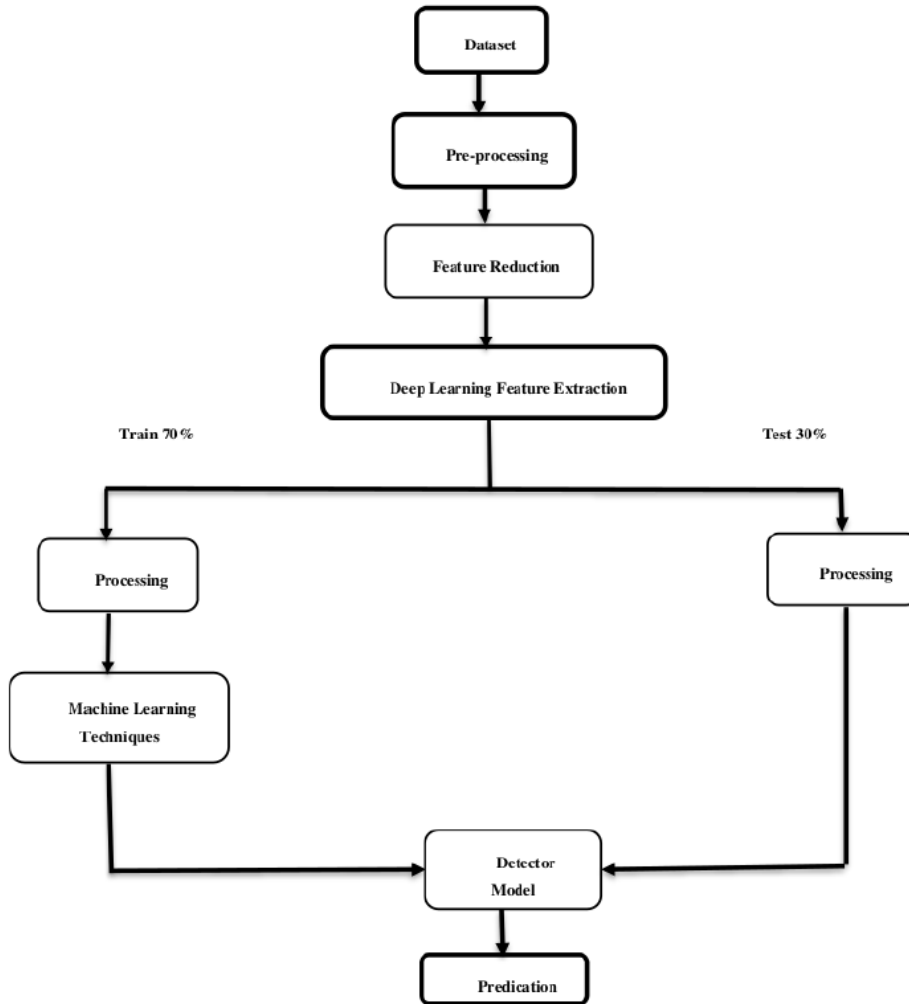 Dataset
Pre-processing
Feature Reduction
Deep Learning Feature Extraction
Train 70%
Test 30%
Processing
Processing
Machine Learning
Techniques
Detector
Model
Predication